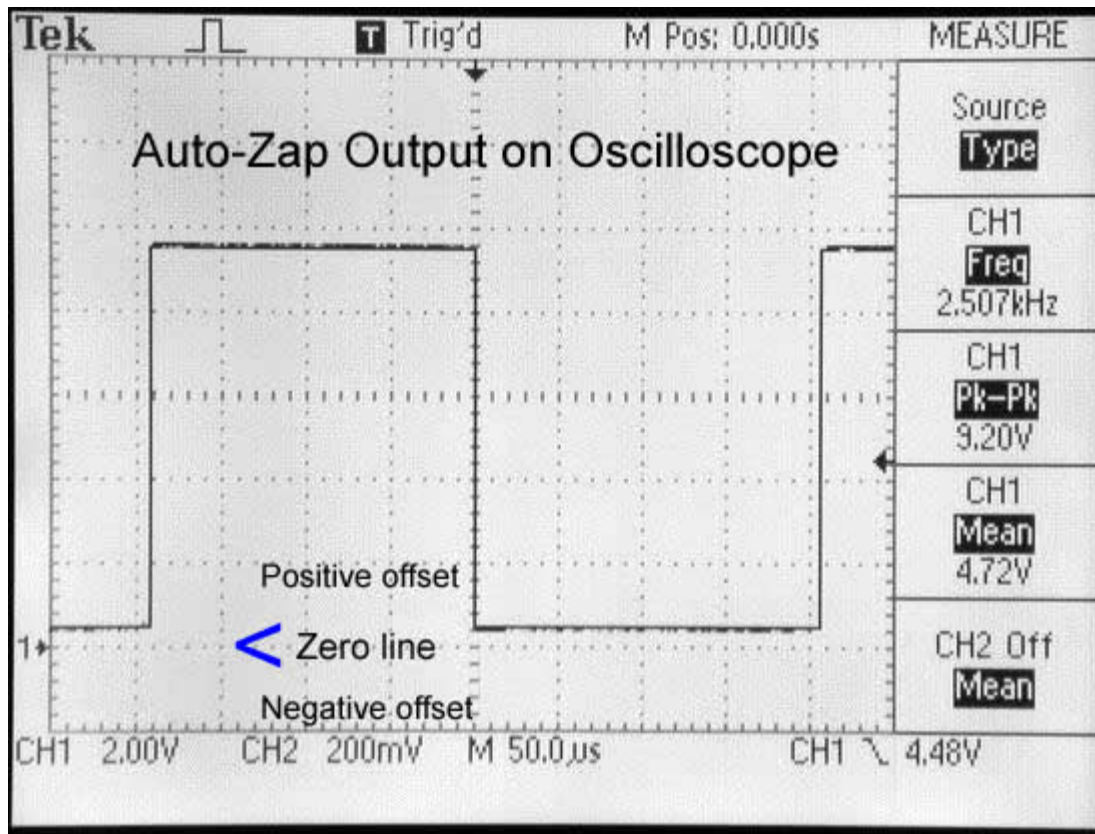 Tek T Trig'd M Pos: 0.000s MEASURE
Auto-Zap Output on Oscilloscope
Source
Type
CH1
Freq
2.507kHz
CH1
Pk-Pk
9.20V
CH1
Mean
4.72V
CH2 Off
Mean
Positive offset
1 < Zero line
Negative offset
CH1 2.00V CH2 200mV M 50.0µs CH1 4.48V